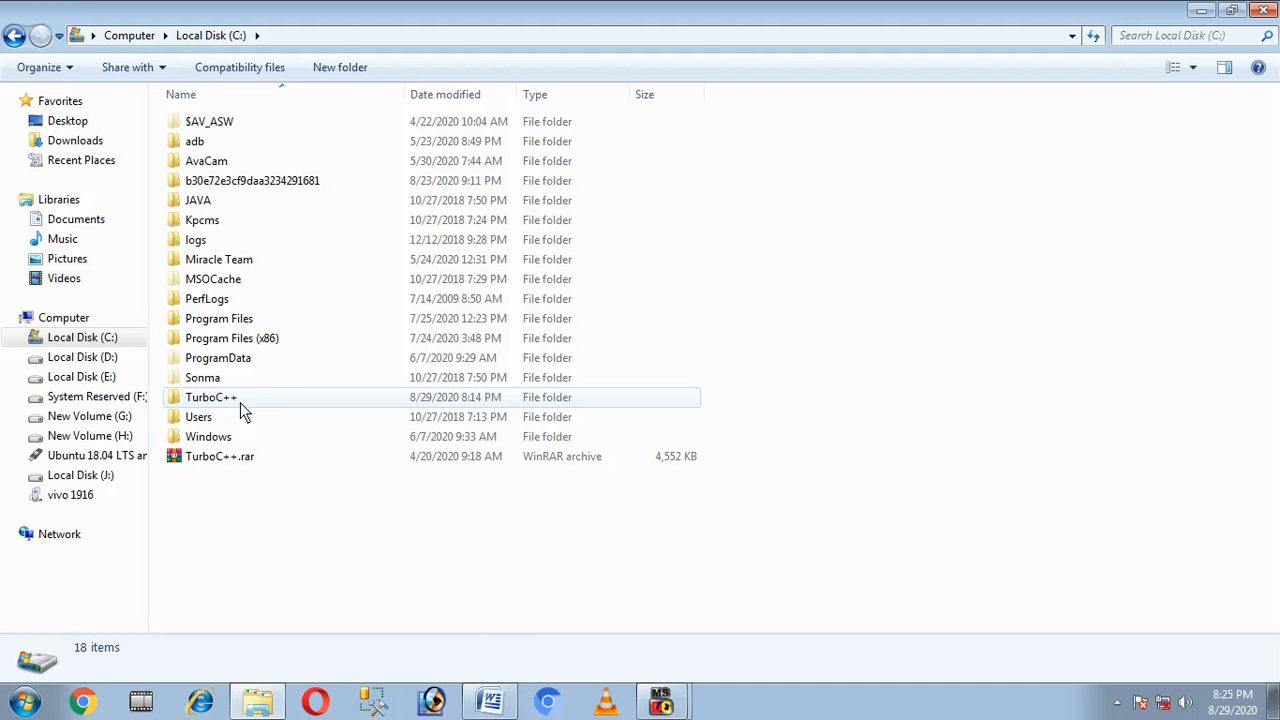 Computer Local Disk (C:) Search Local Disk (C:)
Organize Share with Compatibility files New folder
Name Date modified Type Size
Favorites
Desktop
Downloads
Recent Places
Libraries
Documents
Music
Pictures
Videos
Computer
Local Disk (C:)
Local Disk (D:)
Local Disk (E:)
System Reserved (F:
New Volume (G:)
New Volume (H:)
Ubuntu 18.04 LTS ar
Local Disk (J:)
vivo 1916
Network
$AV_ASW 4/22/2020 10:04 AM File folder
adb 5/23/2020 8:49 PM File folder
AvaCam 5/30/2020 7:44 AM File folder
b30e72e3cf9daa3234291681 8/23/2020 9:11 PM File folder
JAVA 10/27/2018 7:50 PM File folder
Kpcms 10/27/2018 7:24 PM File folder
logs 12/12/2018 9:28 PM File folder
Miracle Team 5/24/2020 12:31 PM File folder
MSOCache 10/27/2018 7:29 PM File folder
PerfLogs 7/14/2009 8:50 AM File folder
Program Files 7/25/2020 12:23 PM File folder
Program Files (x86) 7/24/2020 3:48 PM File folder
ProgramData 6/7/2020 9:29 AM File folder
Sonma 10/27/2018 7:50 PM File folder
TurboC++ 8/29/2020 8:14 PM File folder
Users 10/27/2018 7:13 PM File folder
Windows 6/7/2020 9:33 AM File folder
TurboC++.rar 4/20/2020 9:18 AM WinRAR archive 4,552 KB
18 items
MS
8:25 PM
8/29/2020